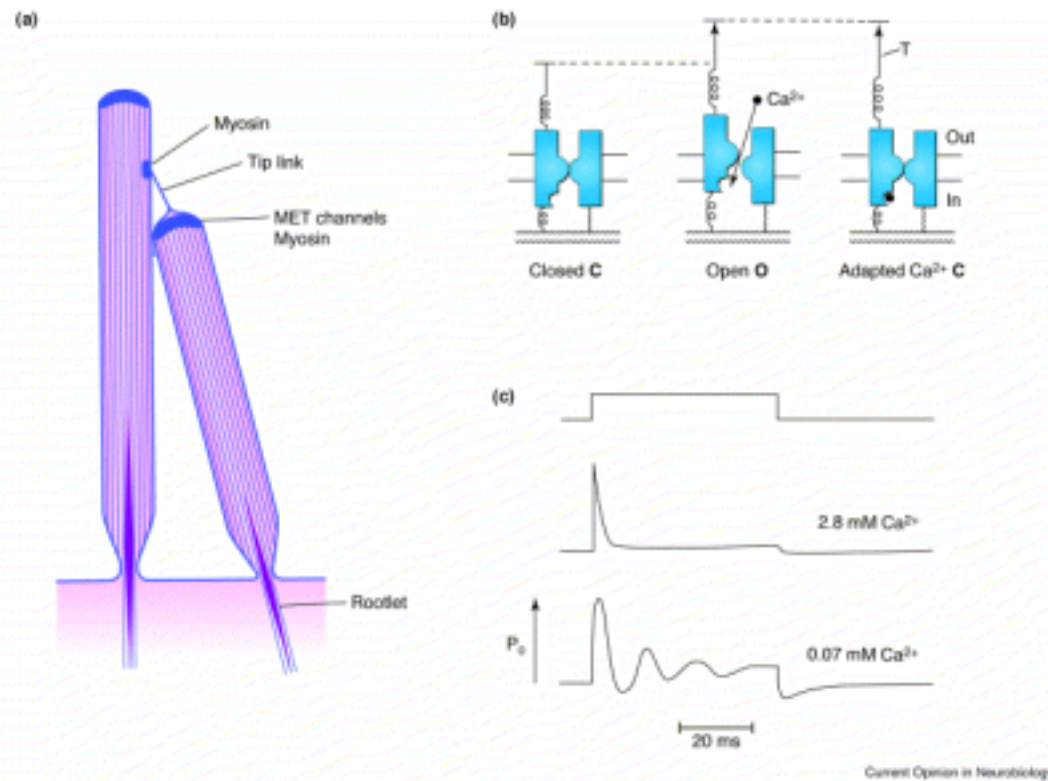 (a)
Myosin
Tip link
MET channels
Myosin
Rootlet
(b)
T
Ca²⁺
Out
In
Closed C
Open O
Adapted Ca²⁺ C
(c)
2.8 mM Ca²⁺
Pₒ
0.07 mM Ca²⁺
20 ms
Current Opinion in Neurobiology